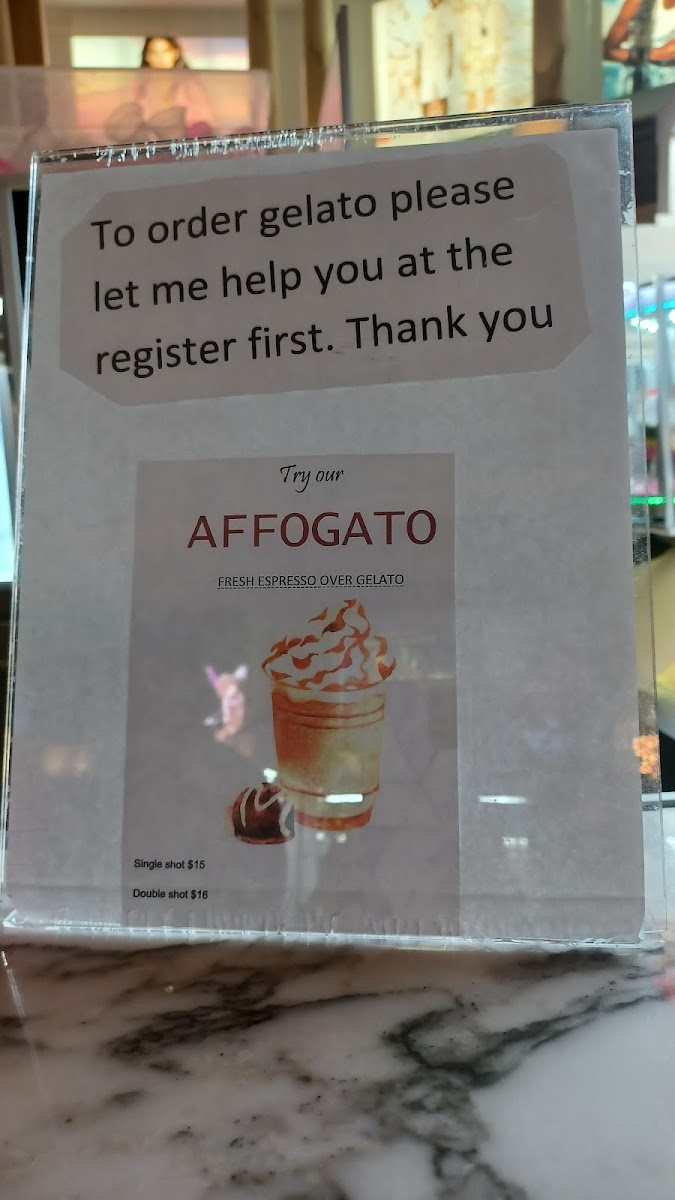 To order gelato please
let me help you at the
register first. Thank you
Try our
AFFOGATO
FRESH ESPRESSO OVER GELATO
Single shot $15
Double shot $16